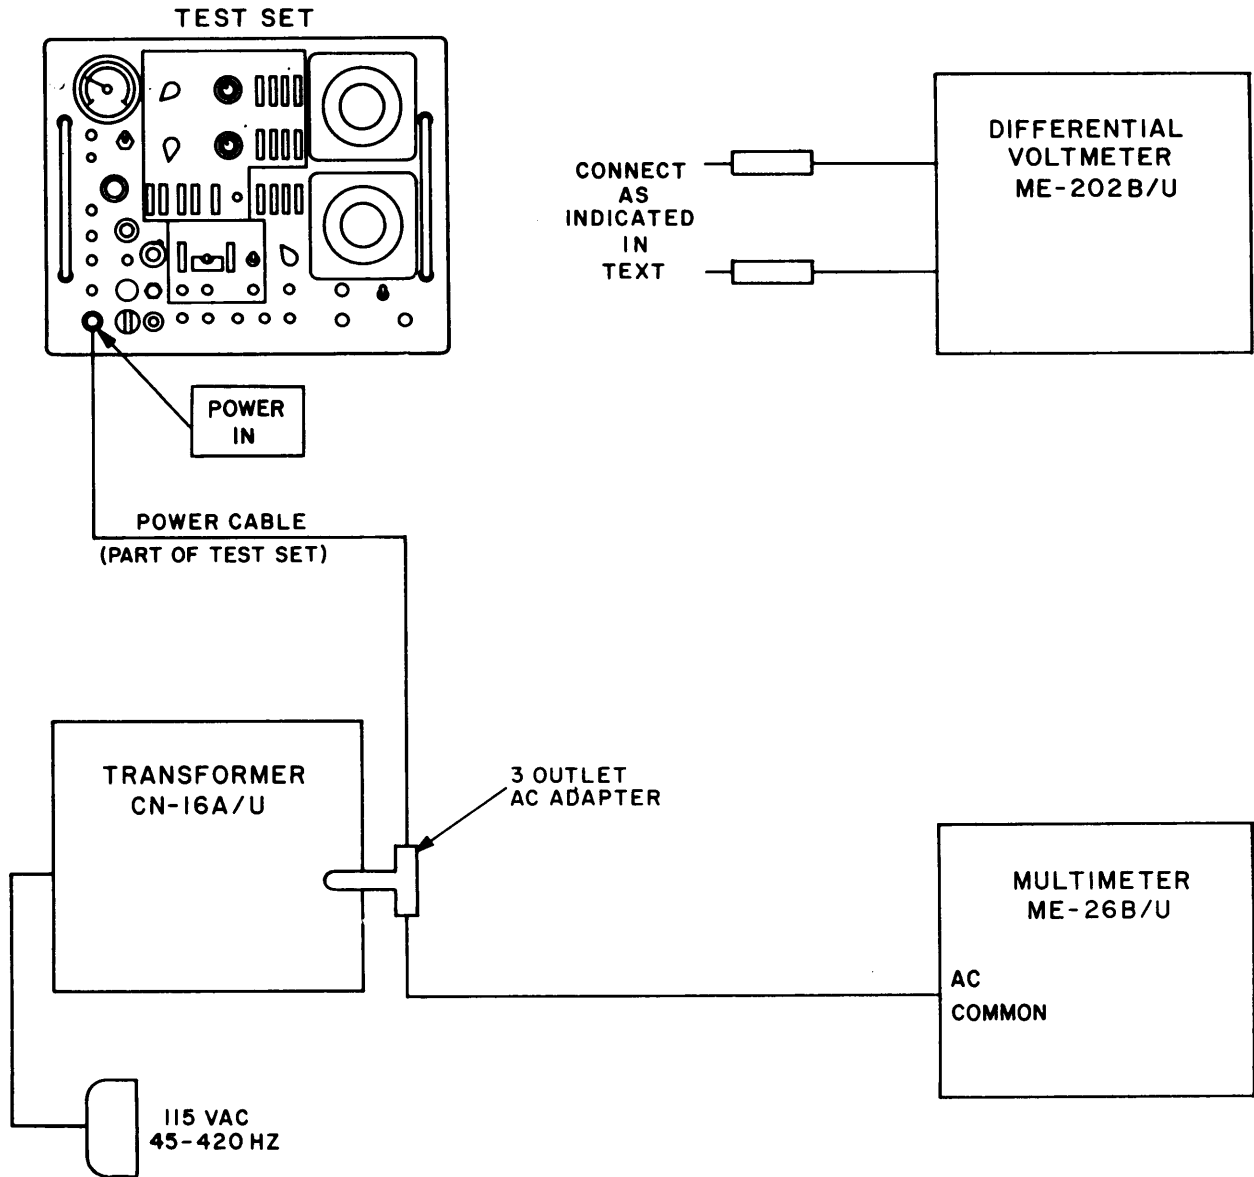 TEST SET
DIFFERENTIAL
VOLTMETER
ME-202B/U
CONNECT
AS
INDICATED
IN
TEXT
POWER
IN
POWER CABLE
(PART OF TEST SET)
TRANSFORMER
CN-16A/U
3 OUTLET
AC ADAPTER
MULTIMETER
ME-26B/U
AC
COMMON
115 VAC
45-420 HZ